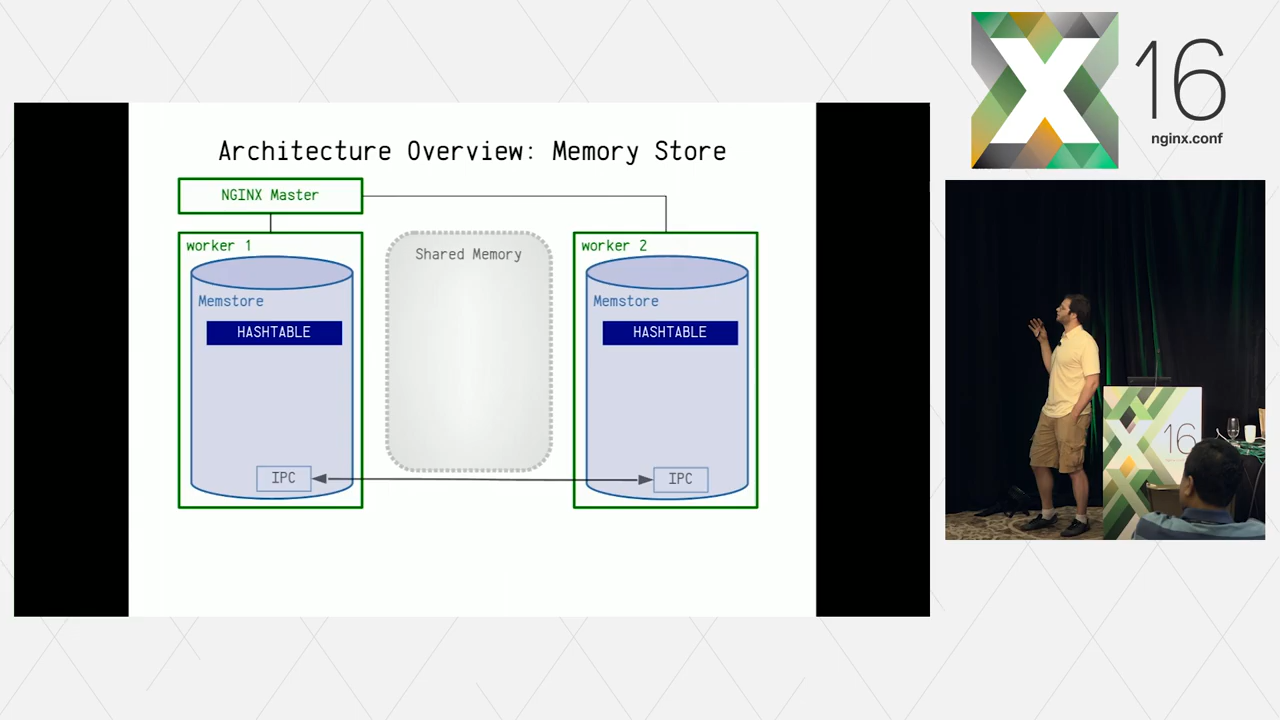 Architecture Overview: Memory Store
NGINX Master
worker 1
Memstore
HASHTABLE
IPC
Shared Memory
worker 2
Memstore
HASHTABLE
IPC
X 16
nginx.conf
X 16